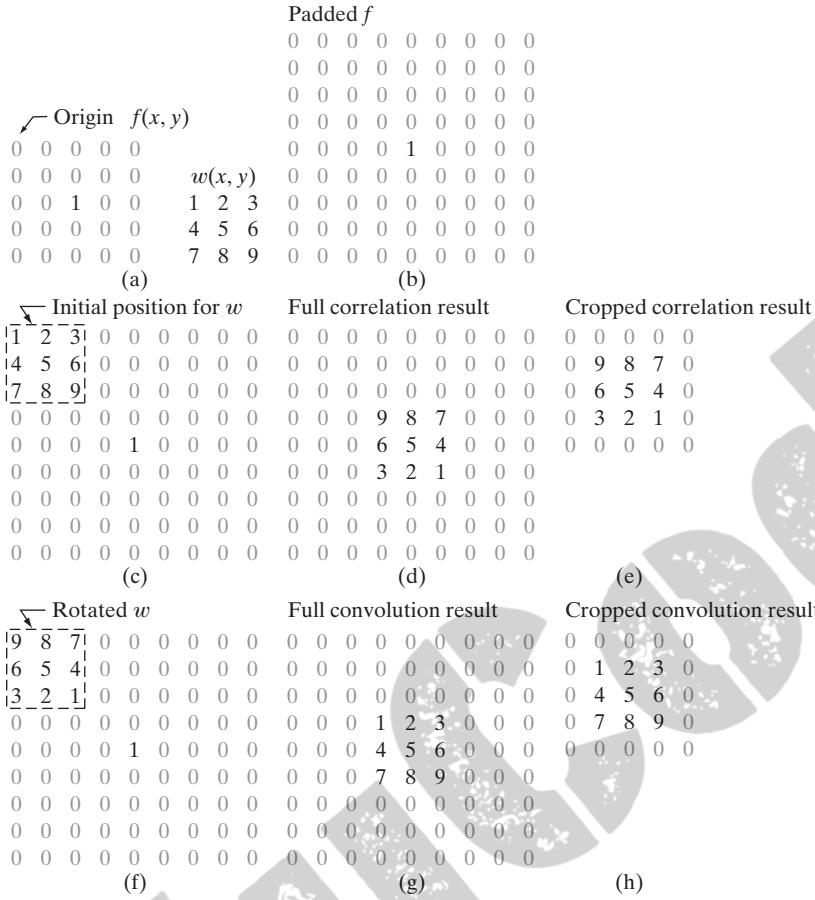 Padded f
0 0 0 0 0 0 0 0 0
0 0 0 0 0 0 0 0 0
0 0 0 0 0 0 0 0 0
0 0 0 0 0 0 0 0 0
0 0 0 0 1 0 0 0 0
0 0 0 0 0 0 0 0 0
0 0 0 0 0 0 0 0 0
0 0 0 0 0 0 0 0 0
0 0 0 0 0 0 0 0 0
(b)
Origin f(x, y)
0 0 0 0 0
0 0 0 0 0
0 0 1 0 0
0 0 0 0 0
0 0 0 0 0
w(x, y)
1 2 3
4 5 6
7 8 9
(a)
Initial position for w
1 2 3 0 0 0 0 0 0
4 5 6 0 0 0 0 0 0
7 8 9 0 0 0 0 0 0
0 0 0 0 0 0 0 0 0
0 0 0 0 1 0 0 0 0
0 0 0 0 0 0 0 0 0
0 0 0 0 0 0 0 0 0
0 0 0 0 0 0 0 0 0
0 0 0 0 0 0 0 0 0
(c)
Full correlation result
0 0 0 0 0 0 0 0 0
0 0 0 0 0 0 0 0 0
0 0 0 0 0 0 0 0 0
0 0 0 9 8 7 0 0 0
0 0 0 6 5 4 0 0 0
0 0 0 3 2 1 0 0 0
0 0 0 0 0 0 0 0 0
0 0 0 0 0 0 0 0 0
0 0 0 0 0 0 0 0 0
(d)
Cropped correlation result
0 0 0 0 0
0 9 8 7 0
0 6 5 4 0
0 3 2 1 0
0 0 0 0 0
(e)
Rotated w
9 8 7 0 0 0 0 0 0
6 5 4 0 0 0 0 0 0
3 2 1 0 0 0 0 0 0
0 0 0 0 0 0 0 0 0
0 0 0 0 1 0 0 0 0
0 0 0 0 0 0 0 0 0
0 0 0 0 0 0 0 0 0
0 0 0 0 0 0 0 0 0
0 0 0 0 0 0 0 0 0
(f)
Full convolution result
0 0 0 0 0 0 0 0 0
0 0 0 0 0 0 0 0 0
0 0 0 0 0 0 0 0 0
0 0 0 1 2 3 0 0 0
0 0 0 4 5 6 0 0 0
0 0 0 7 8 9 0 0 0
0 0 0 0 0 0 0 0 0
0 0 0 0 0 0 0 0 0
0 0 0 0 0 0 0 0 0
(g)
Cropped convolution result
0 0 0 0 0
0 1 2 3 0
0 4 5 6 0
0 7 8 9 0
0 0 0 0 0
(h)